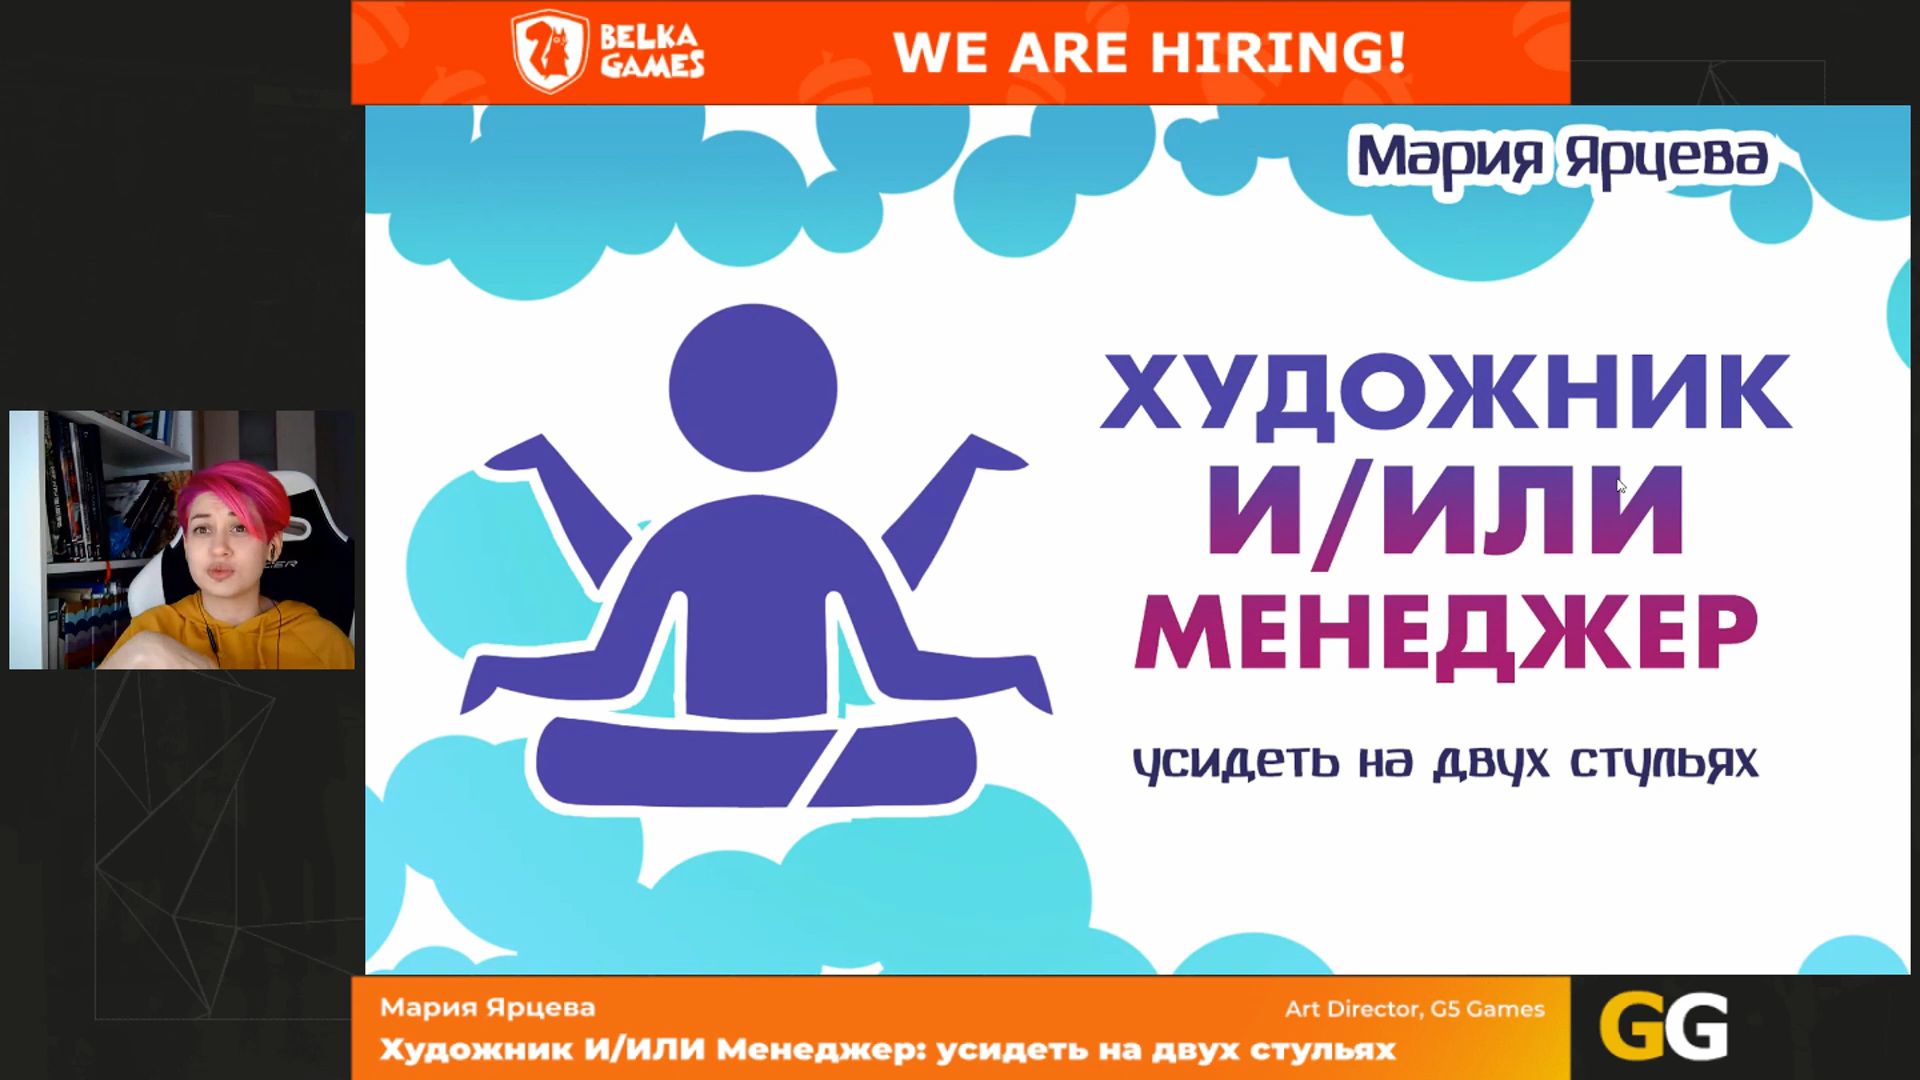 BELKA
GAMES
WE ARE HIRING!
Мария Ярцева
ХУДОЖНИК
И/ИЛИ
МЕНЕДЖЕР
усидеть на двух стульях
Мария Ярцева
Art Director, G5 Games
Художник И/ИЛИ Менеджер: усидеть на двух стульях
GG